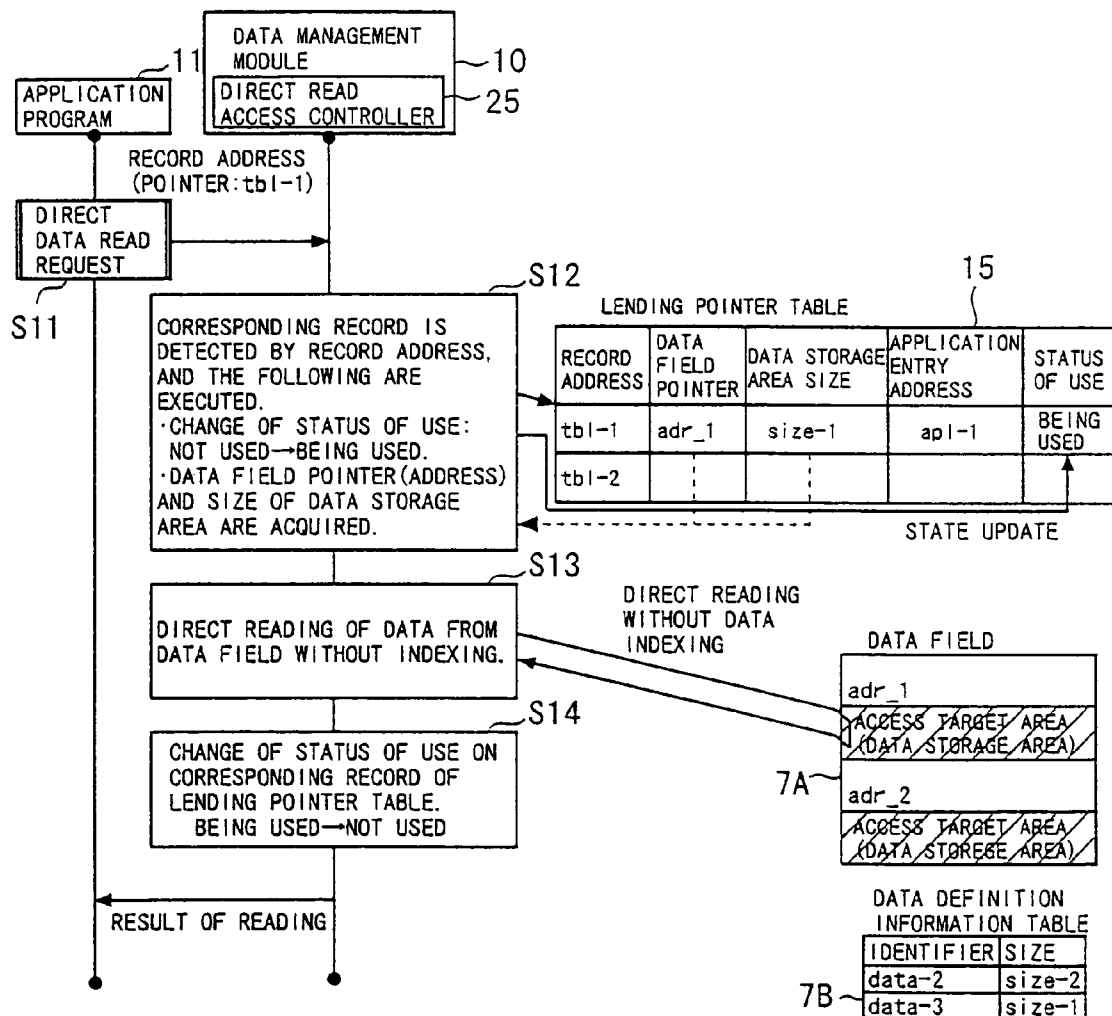 DATA MANAGEMENT
MODULE
10
11
DIRECT READ
ACCESS CONTROLLER
25
APPLICATION
PROGRAM
RECORD ADDRESS
(POINTER:tbl-1)
DIRECT
DATA READ
REQUEST
S11
S12
CORRESPONDING RECORD IS
DETECTED BY RECORD ADDRESS,
AND THE FOLLOWING ARE
EXECUTED.
·CHANGE OF STATUS OF USE:
NOT USED→BEING USED.
·DATA FIELD POINTER(ADDRESS)
AND SIZE OF DATA STORAGE
AREA ARE ACQUIRED.
15
LENDING POINTER TABLE
RECORD
ADDRESS
DATA
FIELD
POINTER
DATA STORAGE
AREA SIZE
APPLICATION
ENTRY
ADDRESS
STATUS
OF USE
tbl-1
adr_1
size-1
apl-1
BEING
USED
tbl-2
STATE UPDATE
S13
DIRECT READING OF DATA FROM
DATA FIELD WITHOUT INDEXING.
DIRECT READING
WITHOUT DATA
INDEXING
S14
CHANGE OF STATUS OF USE ON
CORRESPONDING RECORD OF
LENDING POINTER TABLE.
BEING USED→NOT USED
DATA FIELD
adr_1
ACCESS TARGET AREA
(DATA STORAGE AREA)
7A
adr_2
ACCESS TARGET AREA
(DATA STOREGE AREA)
RESULT OF READING
DATA DEFINITION
INFORMATION TABLE
IDENTIFIER SIZE
data-2 size-2
7B
data-3 size-1